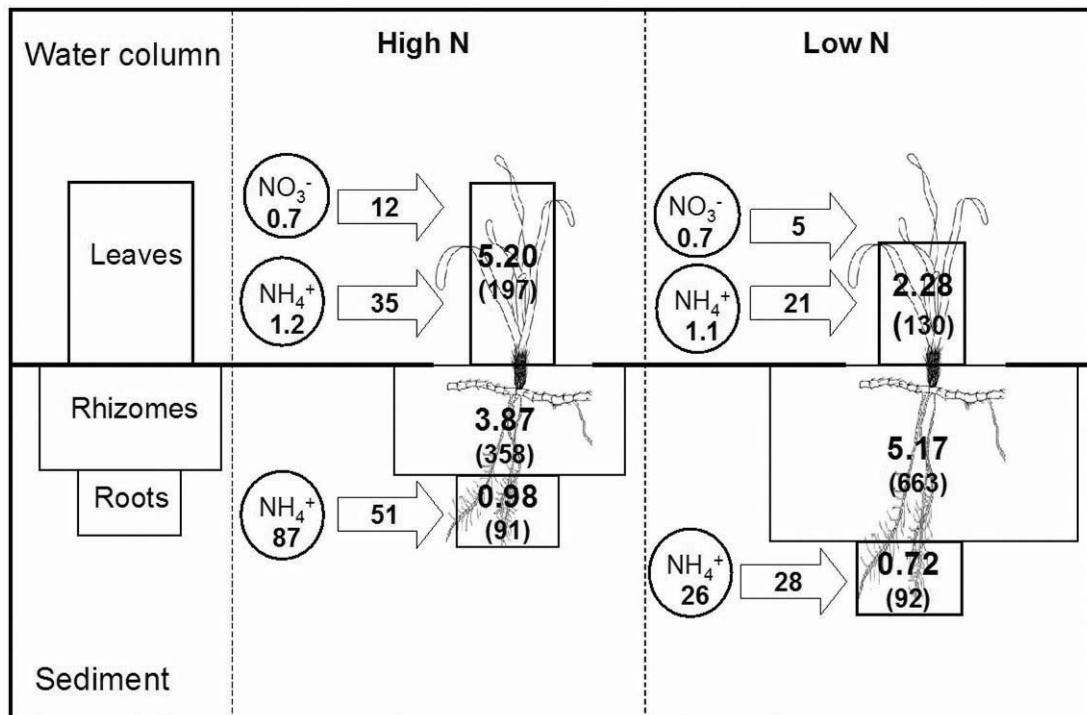 Water column
High N
Low N
Leaves
NO₃⁻
0.7
12
NH₄⁺
1.2
35
5.20
(197)
NO₃⁻
0.7
5
NH₄⁺
1.1
21
2.28
(130)
Rhizomes
Roots
3.87
(358)
NH₄⁺
87
51
0.98
(91)
5.17
(663)
NH₄⁺
26
28
0.72
(92)
Sediment